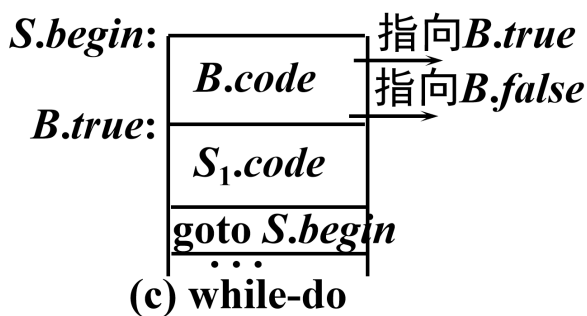 S.begin: 指向B.true
B.code 指向B.false
B.true:
S₁.code
goto S.begin
...
(c) while-do